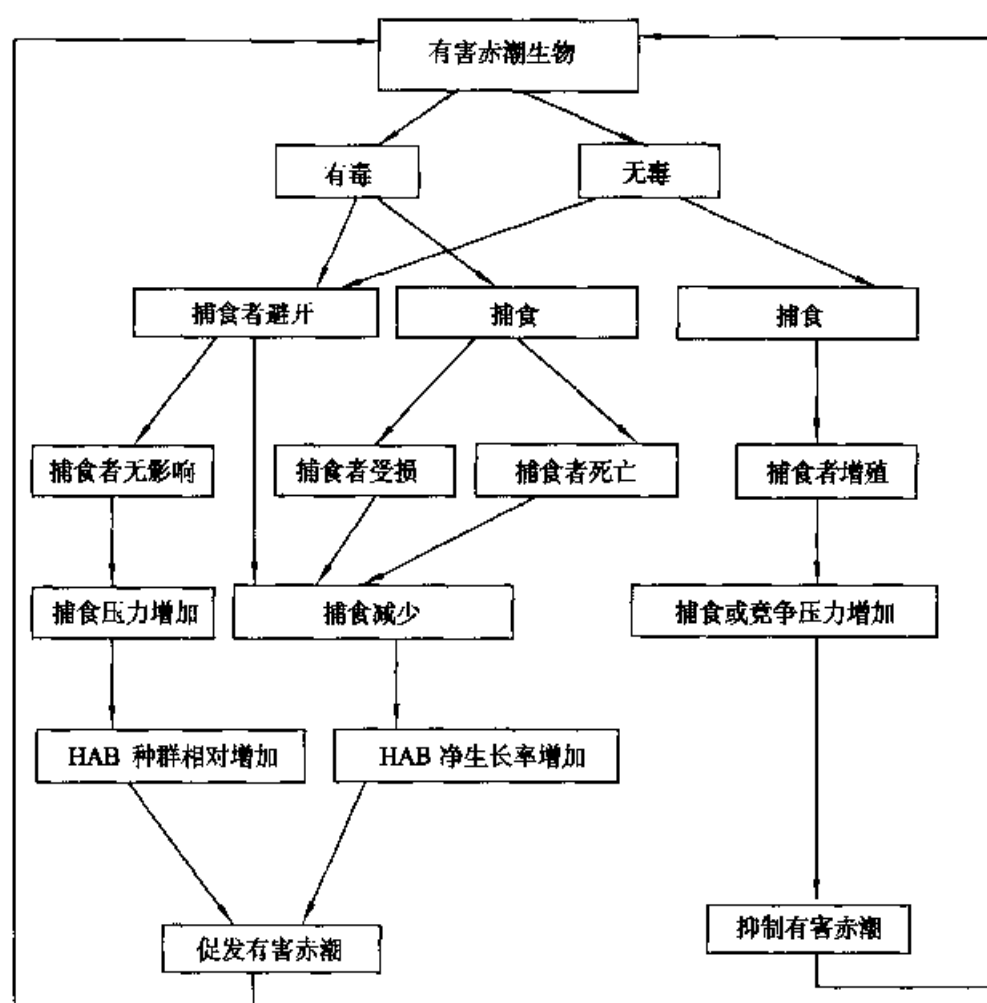 有害赤潮生物
有毒
无毒
捕食者避开
捕食
捕食
捕食者无影响
捕食者受损
捕食者死亡
捕食者增殖
捕食压力增加
捕食减少
捕食或竞争压力增加
HAB 种群相对增加
HAB 净生长率增加
促发有害赤潮
抑制有害赤潮